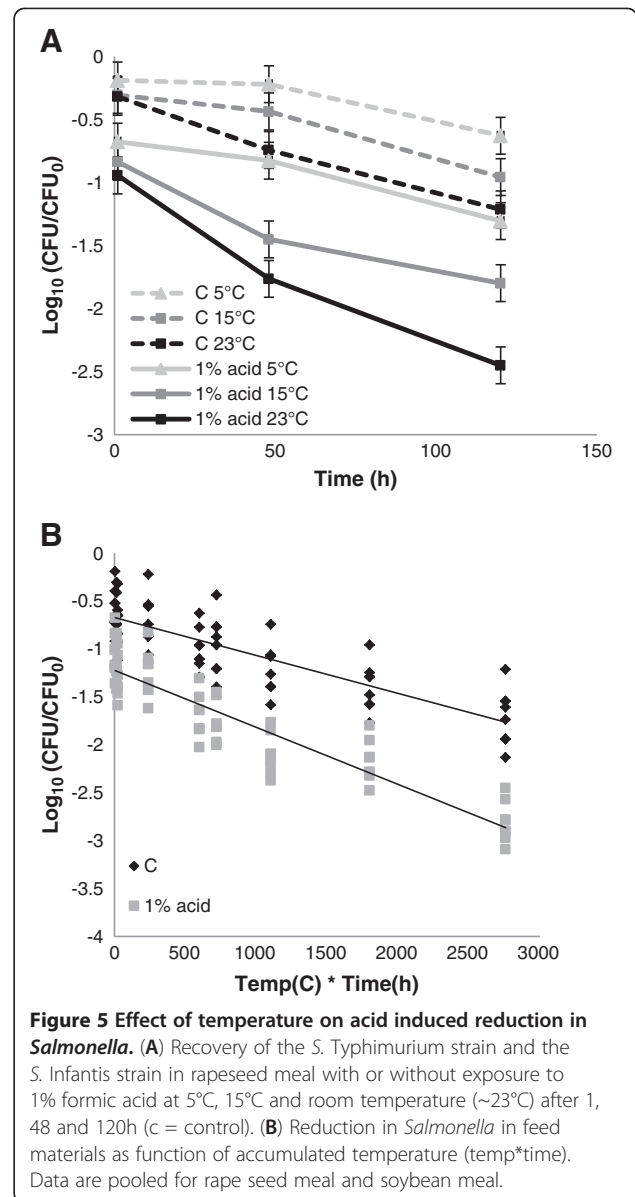 A
0
-0.5
-1
-1.5
-2
-2.5
-3
Log₁₀ (CFU/CFU₀)
C 5°C
C 15°C
C 23°C
1% acid 5°C
1% acid 15°C
1% acid 23°C
0 50 100 150
Time (h)
B
0
-0.5
-1
-1.5
-2
-2.5
-3
-3.5
-4
Log₁₀ (CFU/CFU₀)
C
1% acid
0 500 1000 1500 2000 2500 3000
Temp(C) * Time(h)
Figure 5 Effect of temperature on acid induced reduction in
Salmonella. (A) Recovery of the S. Typhimurium strain and the
S. Infantis strain in rapeseed meal with or without exposure to
1% formic acid at 5°C, 15°C and room temperature (~23°C) after 1,
48 and 120h (c = control). (B) Reduction in Salmonella in feed
materials as function of accumulated temperature (temp*time).
Data are pooled for rape seed meal and soybean meal.